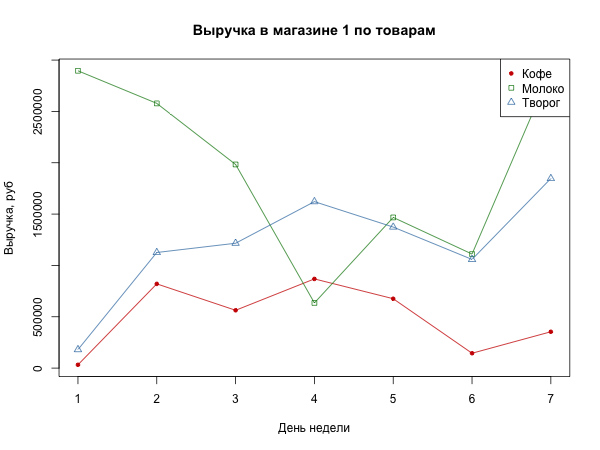 Выручка в магазине 1 по товарам
Кофе
Молоко
Творог
Выручка, руб
2500000
1500000
500000
0
1 2 3 4 5 6 7
День недели